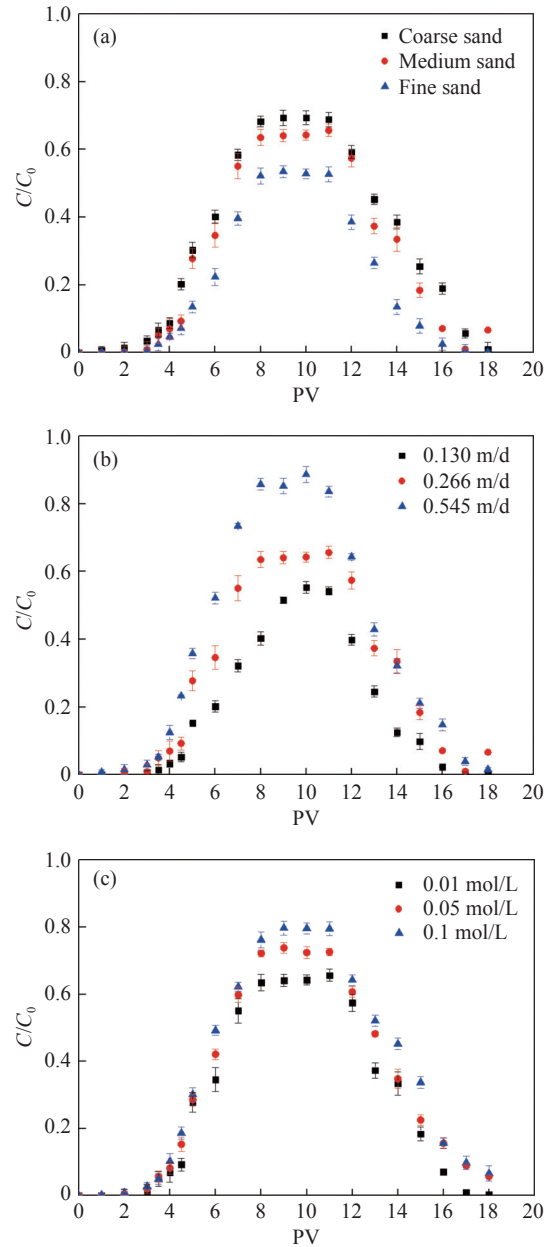 (a)
Coarse sand
Medium sand
Fine sand
1.0
0.8
0.6
0.4
0.2
0
C/C₀
0 2 4 6 8 10 12 14 16 18 20
PV
(b)
0.130 m/d
0.266 m/d
0.545 m/d
1.0
0.8
0.6
0.4
0.2
0
C/C₀
0 2 4 6 8 10 12 14 16 18 20
PV
(c)
0.01 mol/L
0.05 mol/L
0.1 mol/L
1.0
0.8
0.6
0.4
0.2
0
C/C₀
0 2 4 6 8 10 12 14 16 18 20
PV